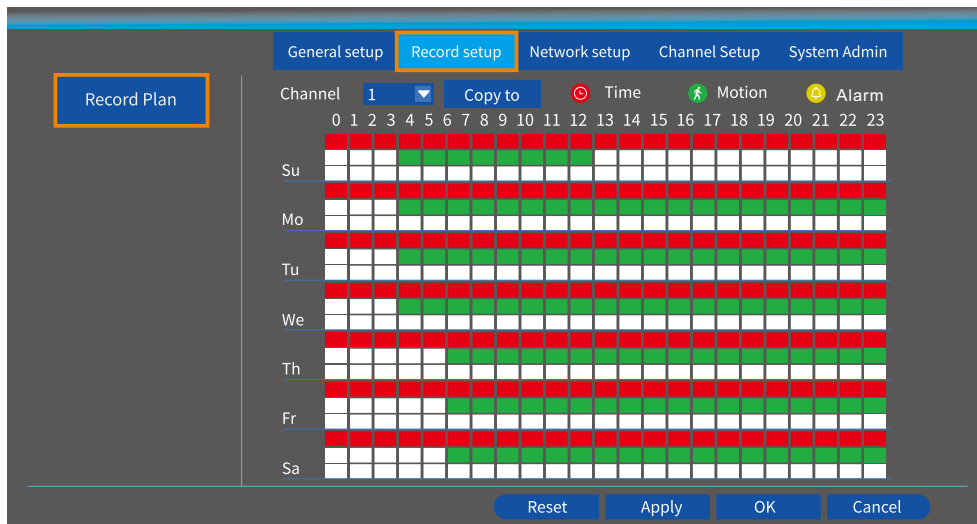 General setup Record setup Network setup Channel Setup System Admin
Record Plan
Channel 1 Copy to Time Motion Alarm
0 1 2 3 4 5 6 7 8 9 10 11 12 13 14 15 16 17 18 19 20 21 22 23
Su
Mo
Tu
We
Th
Fr
Sa
Reset Apply OK Cancel